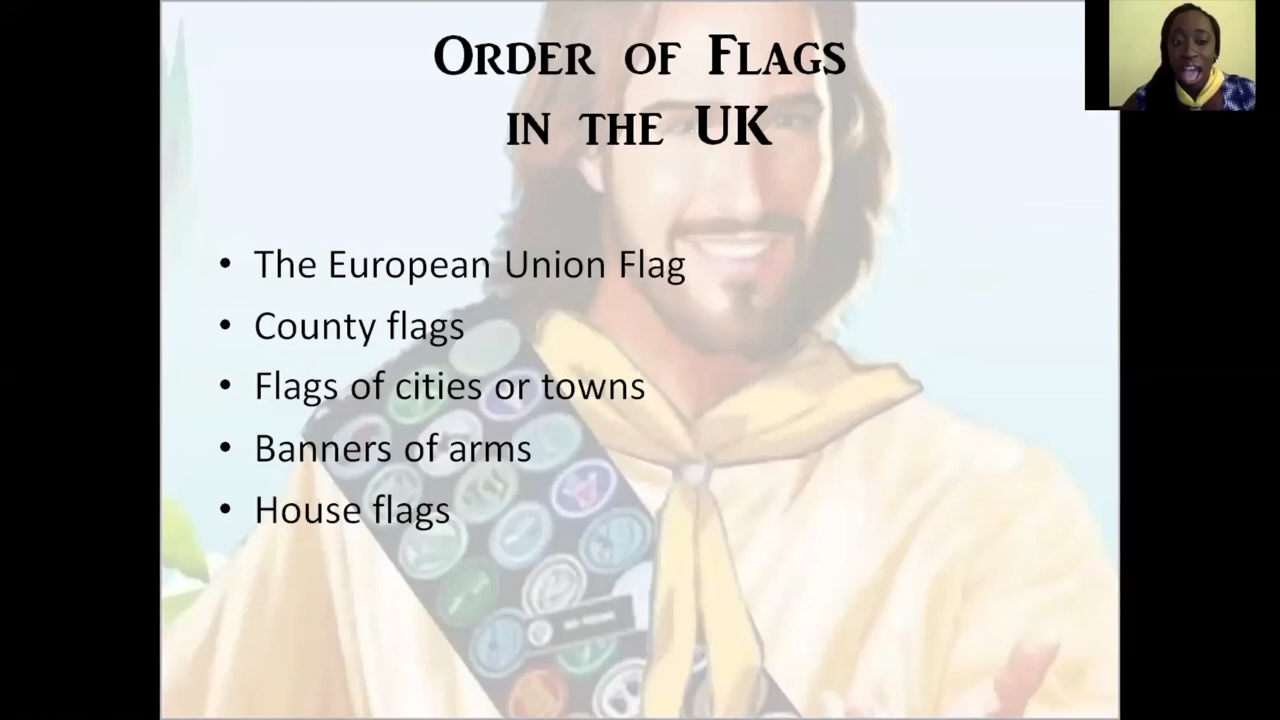 Order of Flags
in the UK
• The European Union Flag
• County flags
• Flags of cities or towns
• Banners of arms
• House flags